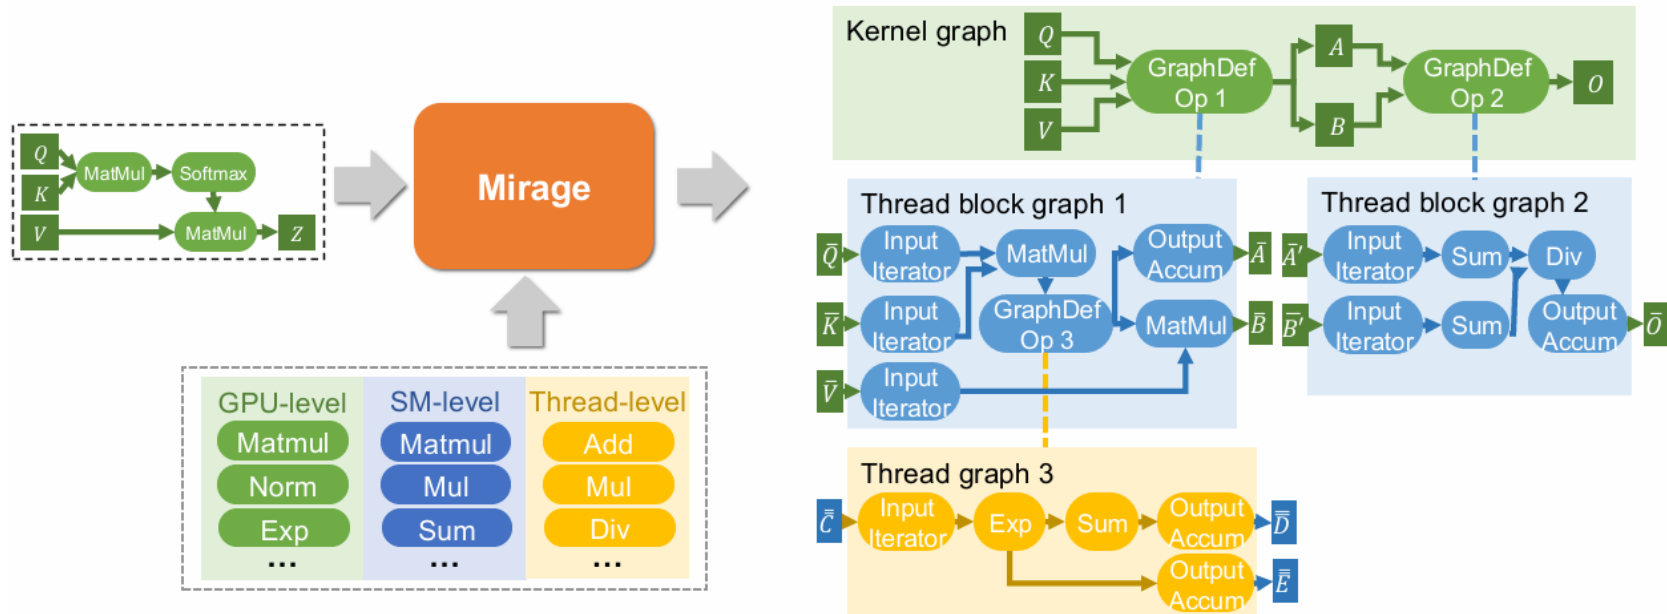 Q
K
V
MatMul
Softmax
MatMul
Z
Mirage
GPU-level
Matmul
Norm
Exp
...
SM-level
Matmul
Mul
Sum
...
Thread-level
Add
Mul
Div
...
Kernel graph
Q
K
V
GraphDef
Op 1
A
B
GraphDef
Op 2
O
Thread block graph 1
Q̅
Input
Iterator
MatMul
Output
Accum
A̅
K̅
Input
Iterator
GraphDef
Op 3
MatMul
B̅
V̅
Input
Iterator
Thread block graph 2
A̅′
Input
Iterator
Sum
Div
B̅′
Input
Iterator
Sum
Output
Accum
O̅
Thread graph 3
C̿
Input
Iterator
Exp
Sum
Output
Accum
D̿
Output
Accum
E̿